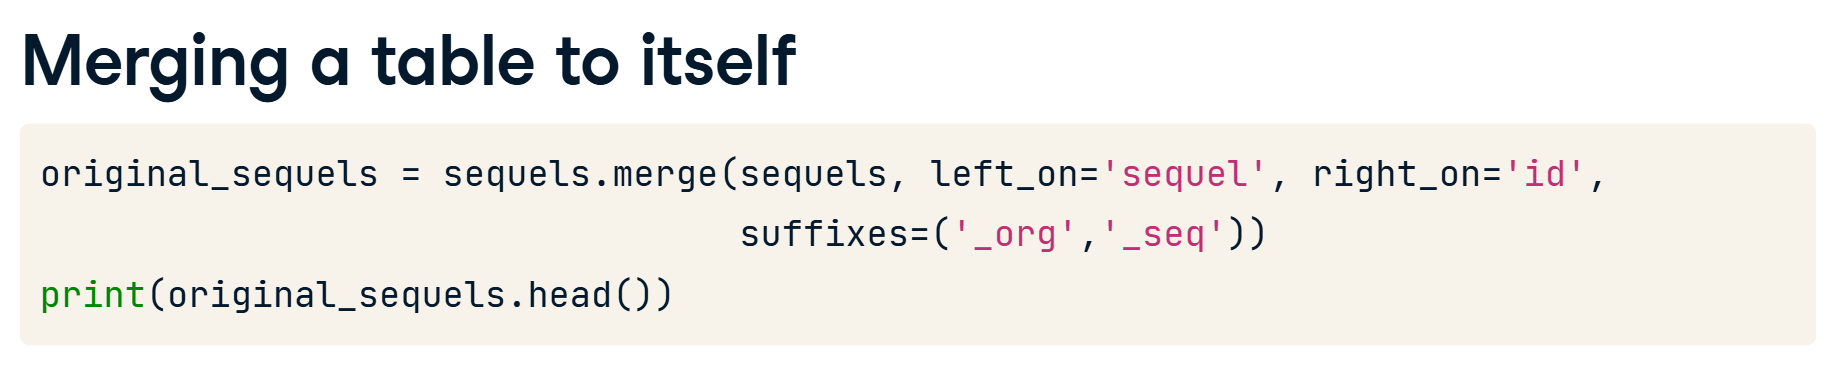 Merging a table to itself
original_sequels = sequels.merge(sequels, left_on='sequel', right_on='id',
                                 suffixes=('_org','_seq'))
print(original_sequels.head())